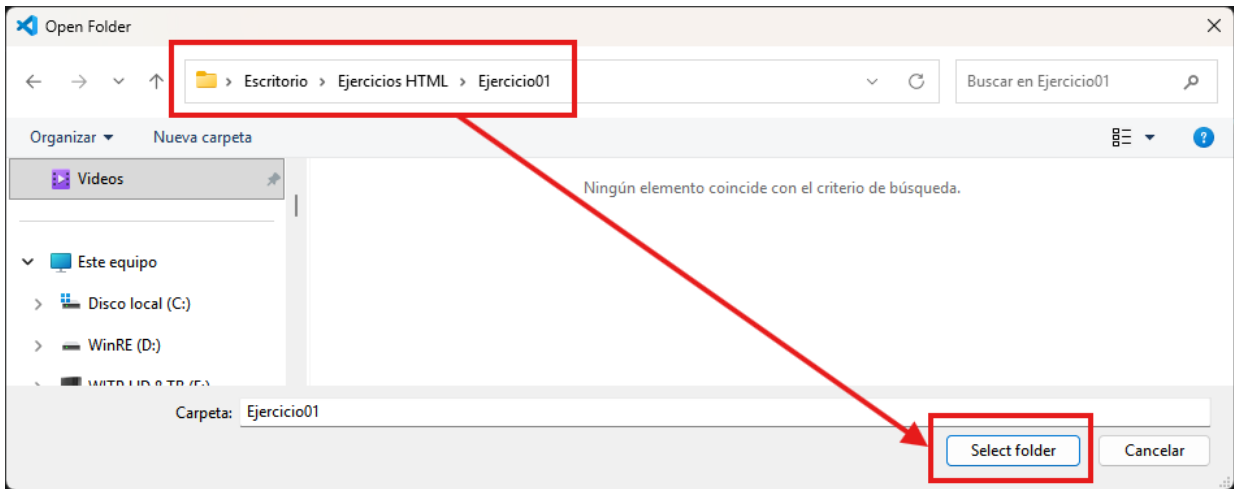 Open Folder
Escritorio > Ejercicios HTML > Ejercicio01
Buscar en Ejercicio01
Organizar
Nueva carpeta
Videos
Ningún elemento coincide con el criterio de búsqueda.
Este equipo
Disco local (C:)
WinRE (D:)
Carpeta: Ejercicio01
Select folder
Cancelar